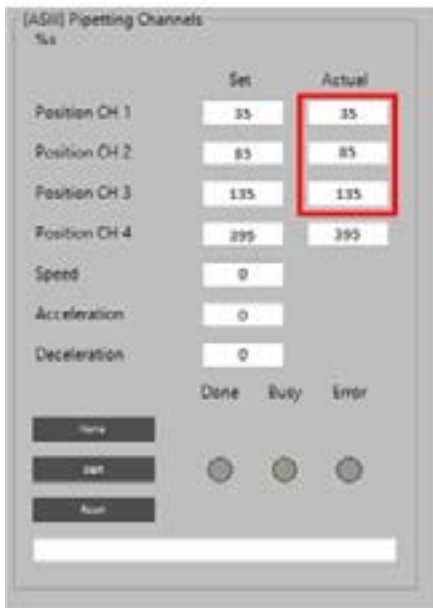 [ASIII] Pipetting Channels
%s
Set Actual
Position CH 1 35 35
Position CH 2 85 85
Position CH 3 135 135
Position CH 4 395 395
Speed 0
Acceleration 0
Deceleration 0
Done Busy Error
Home
Start
Reset